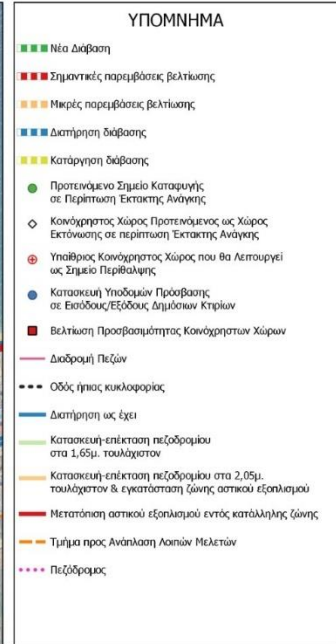 ΥΠΟΜΝΗΜΑ
Νέα Διάβαση
Σημαντικές παρεμβάσεις βελτίωσης
Μικρές παρεμβάσεις βελτίωσης
Διατήρηση διάβασης
Κατάργηση διάβασης
Προτεινόμενο Σημείο Καταφυγής
σε Περίπτωση Έκτακτης Ανάγκης
Κοινόχρηστος Χώρος Προτεινόμενος ως Χώρος
Εκτόνωσης σε περίπτωση Έκτακτης Ανάγκης
Υπαίθριος Κοινόχρηστος Χώρος που θα Λειτουργεί
ως Σημείο Περίθαλψης
Κατασκευή Υποδομών Πρόσβασης
σε Εισόδους/Εξόδους Δημόσιων Κτιρίων
Βελτίωση Προσβασιμότητας Κοινόχρηστων Χώρων
Διαδρομή Πεζών
Οδός ήπιας κυκλοφορίας
Διατήρηση ως έχει
Κατασκευή-επέκταση πεζοδρομίου
στα 1,65μ. τουλάχιστον
Κατασκευή-επέκταση πεζοδρομίου στα 2,05μ.
τουλάχιστον & εγκατάσταση ζώνης αστικού εξοπλισμού
Μετατόπιση αστικού εξοπλισμού εντός κατάλληλης ζώνης
Τμήμα προς Ανάπλαση Λοιπών Μελετών
Πεζόδρομος